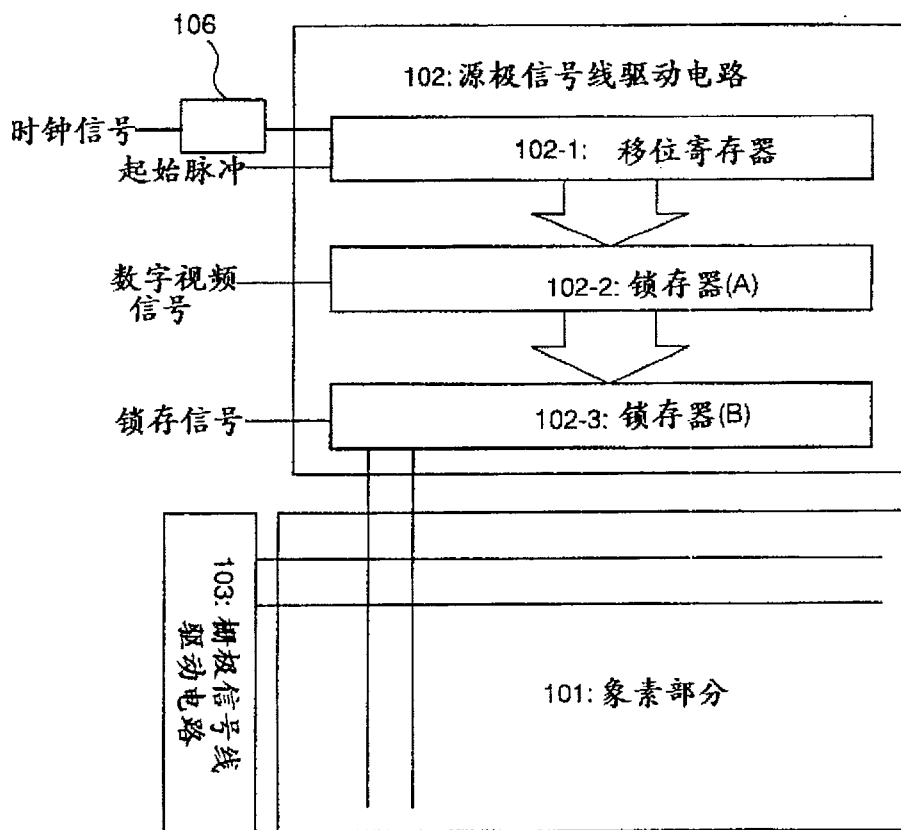 106
102:源极信号线驱动电路
时钟信号
102-1: 移位寄存器
起始脉冲
数字视频
信号
102-2: 锁存器(A)
锁存信号
102-3: 锁存器(B)
103: 栅极信号线
驱动电路
101: 象素部分